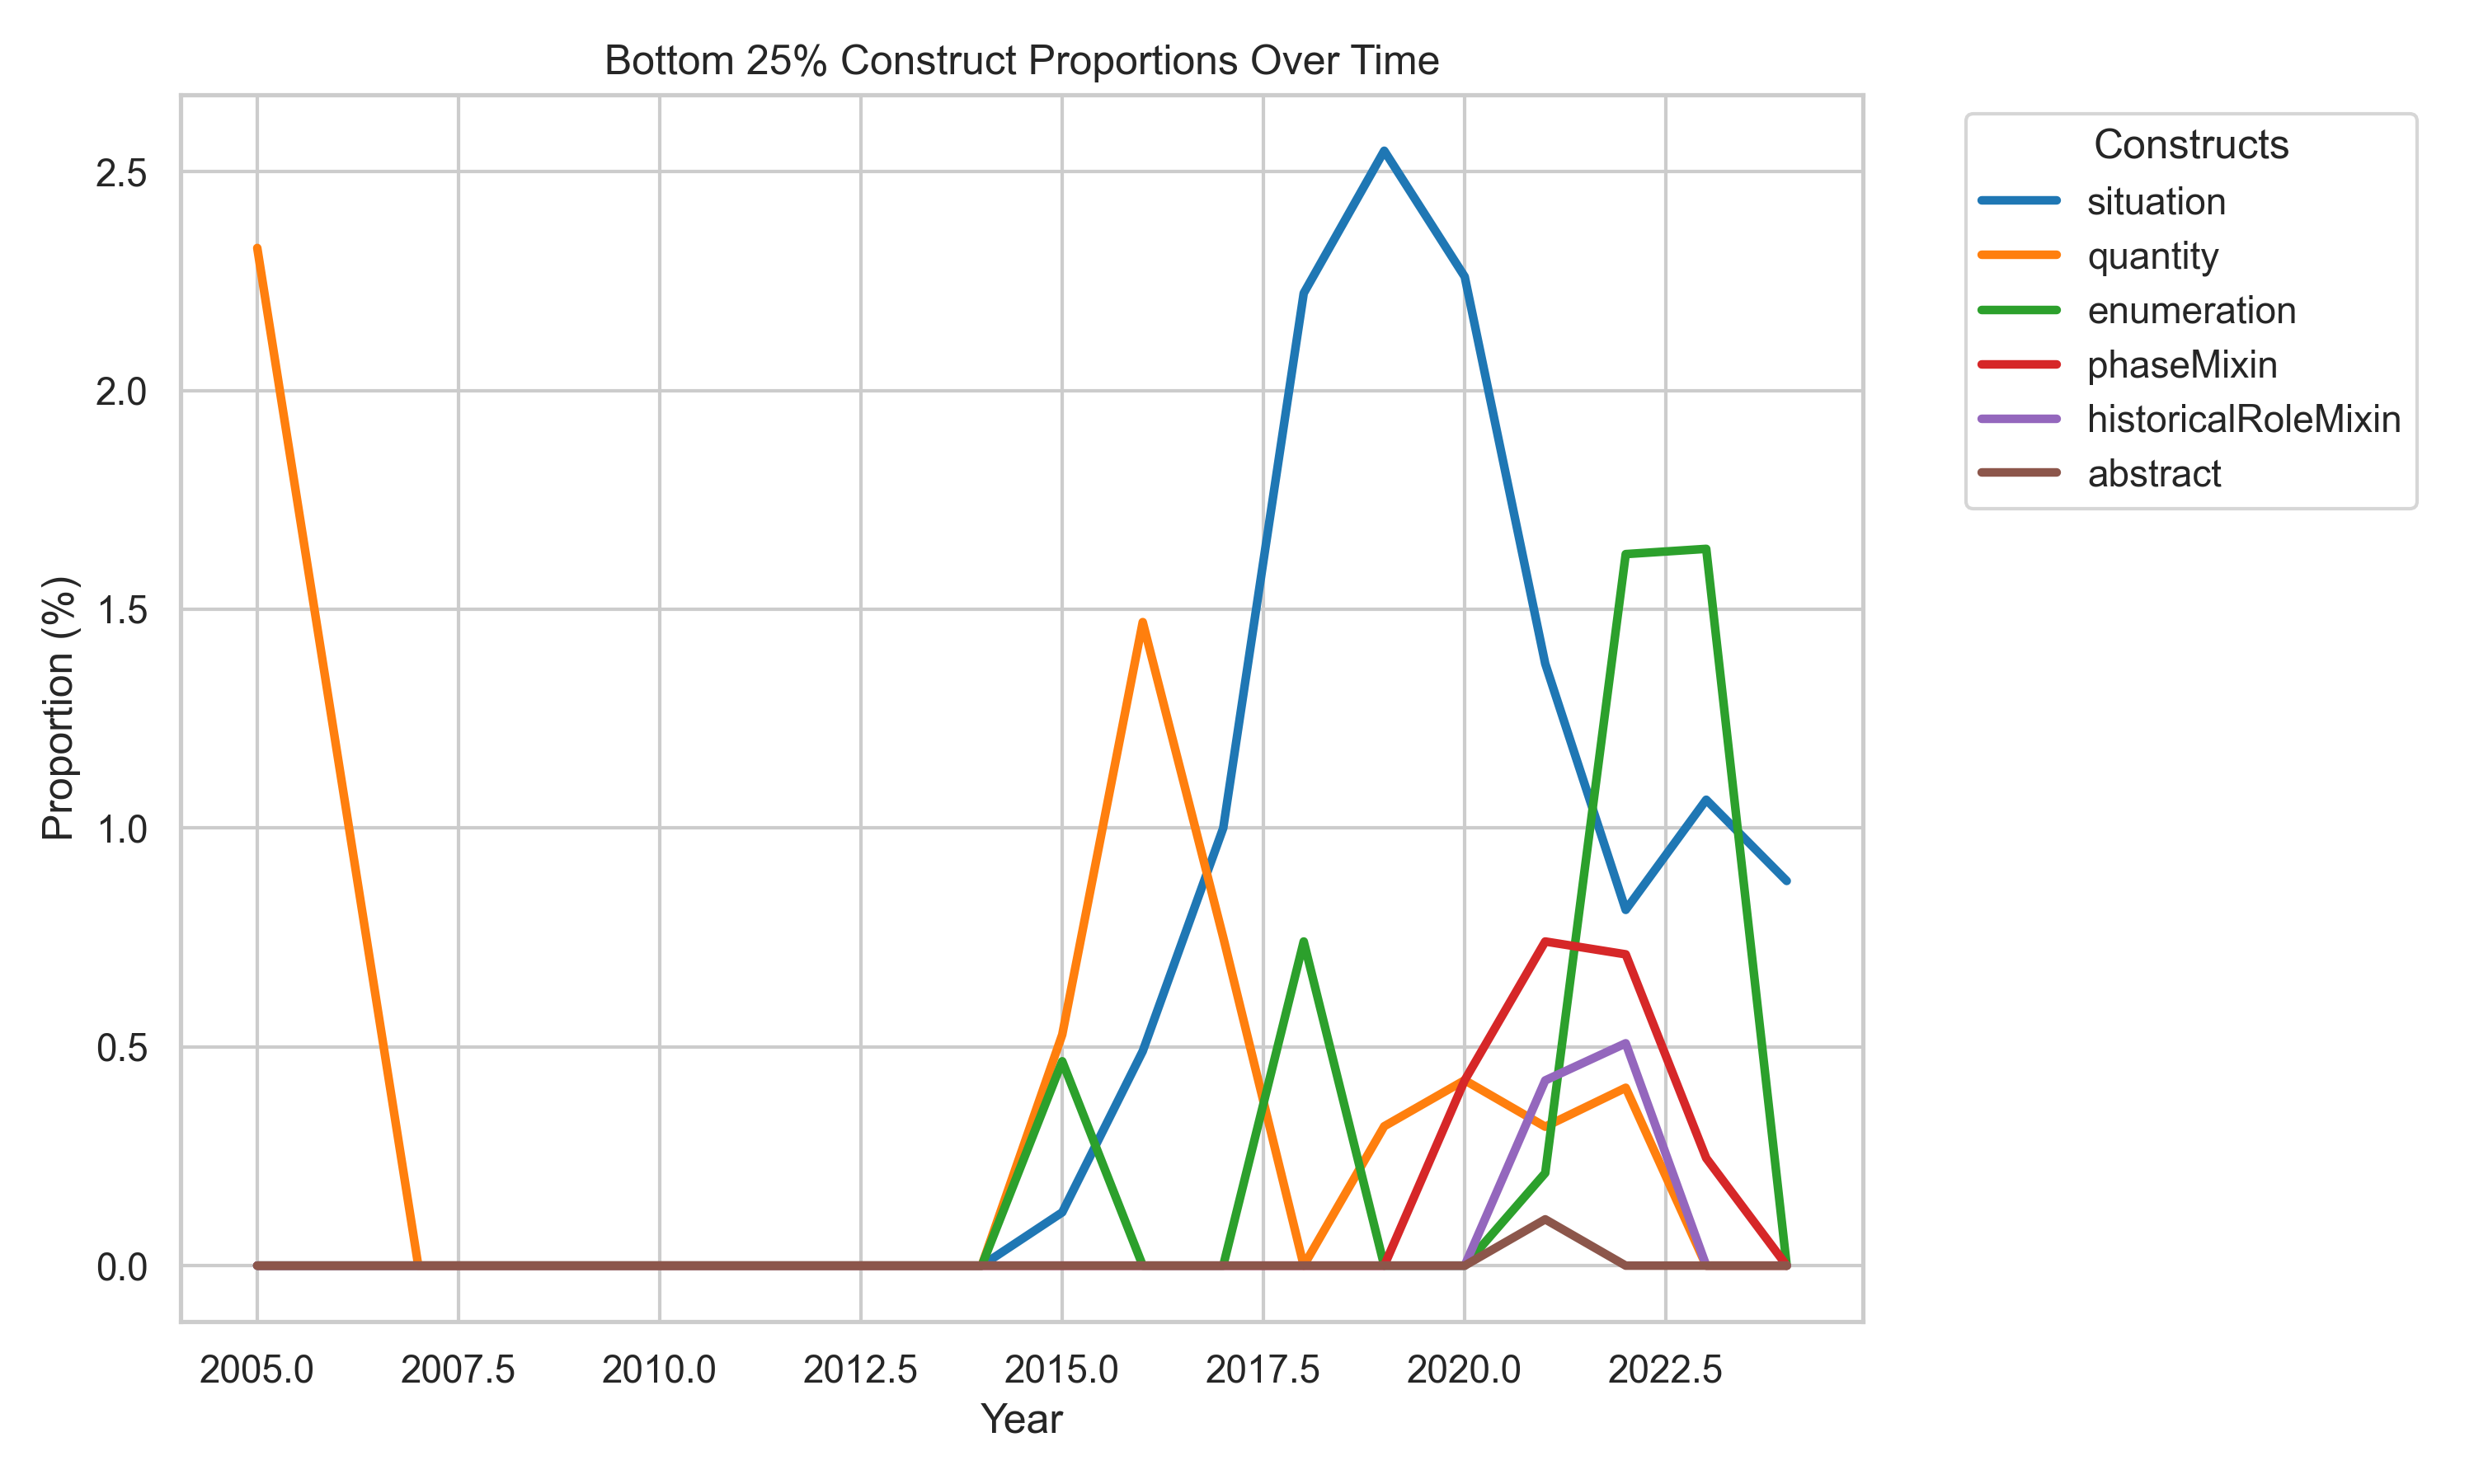 Bottom 25% Construct Proportions Over Time
Constructs
situation
quantity
enumeration
phaseMixin
historicalRoleMixin
abstract
Proportion (%)
2.5
2.0
1.5
1.0
0.5
0.0
2005.0 2007.5 2010.0 2012.5 2015.0 2017.5 2020.0 2022.5
Year